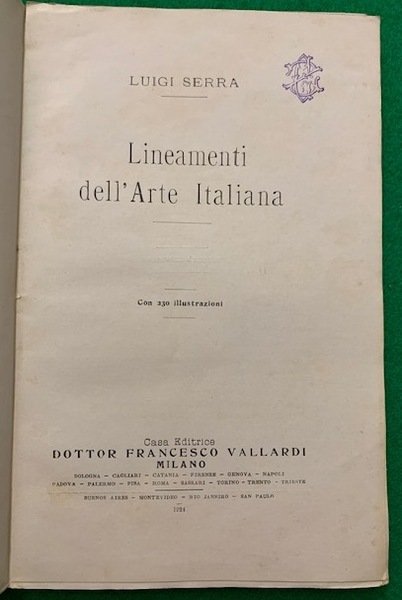 LUIGI SERRA
Lineamenti
dell'Arte Italiana
Con 230 illustrazioni
Casa Editrice
DOTTOR FRANCESCO VALLARDI
MILANO
BOLOGNA - CAGLIARI - CATANIA - FIRENZE - GENOVA - NAPOLI
PADOVA - PALERMO - PISA - ROMA - SASSARI - TORINO - TRENTO - TRIESTE
BUENOS AIRES - MONTEVIDEO - RIO JANEIRO - SAN PAULO